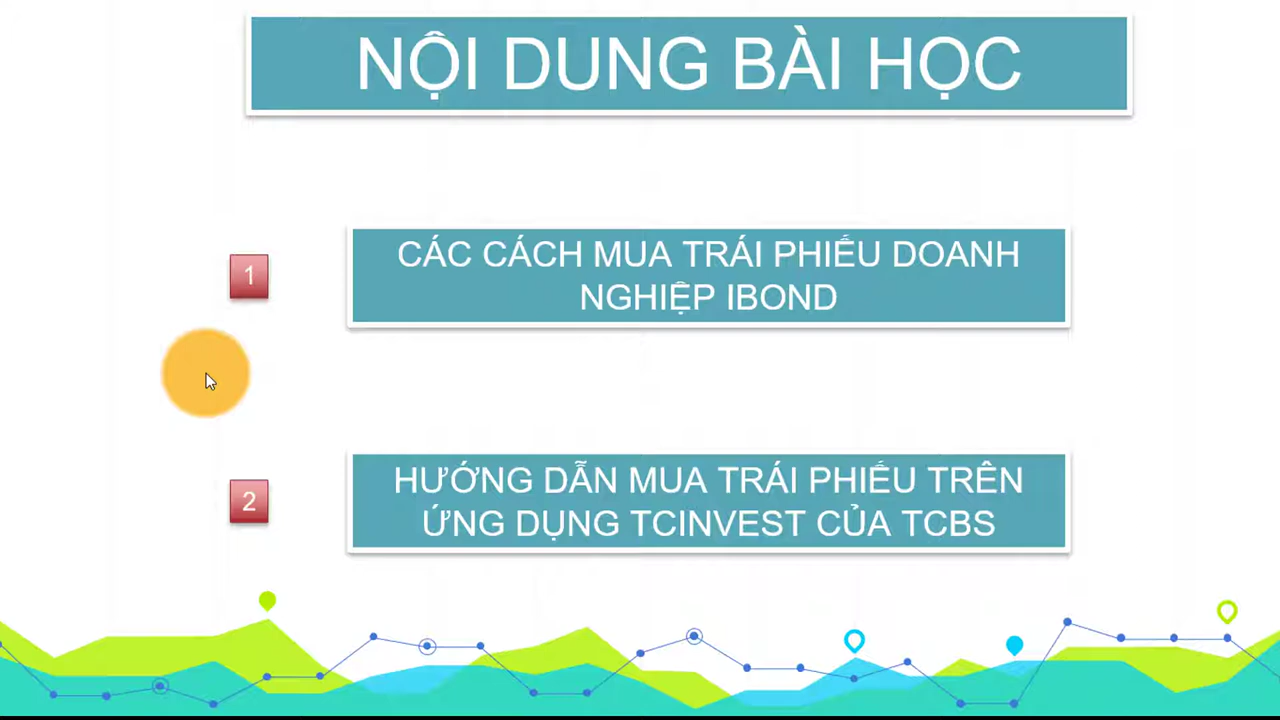 NỘI DUNG BÀI HỌC
1
CÁC CÁCH MUA TRÁI PHIẾU DOANH
NGHIỆP IBOND
2
HƯỚNG DẪN MUA TRÁI PHIẾU TRÊN
ỨNG DỤNG TCINVEST CỦA TCBS